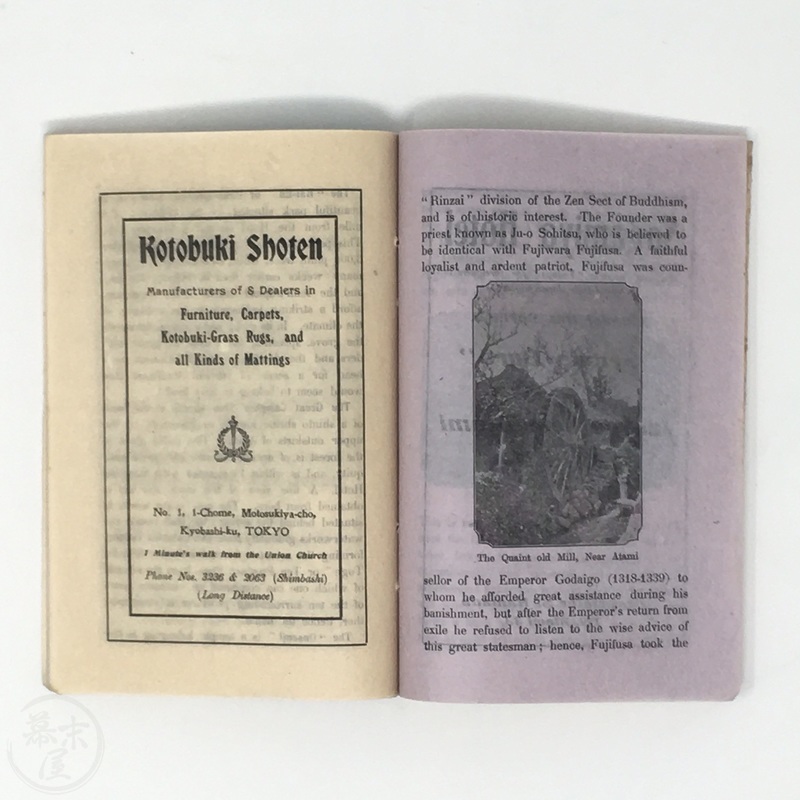 Kotobuki Shoten
Manufacturers of & Dealers in
Furniture, Carpets,
Kotobuki-Grass Rugs, and
all Kinds of Mattings
No. 1, 1-Chome, Motosukiya-cho,
Kyobashi-ku, TOKYO
1 Minute's walk from the Union Church
Phone Nos. 3236 & 2063 (Shimbashi)
(Long Distance)
"Rinzai" division of the Zen Sect of Buddhism,
and is of historic interest. The Founder was a
priest known as Ju-o Sohitsu, who is believed to
be identical with Fujiwara Fujifusa. A faithful
loyalist and ardent patriot, Fujifusa was coun-
The Quaint old Mill, Near Atami
sellor of the Emperor Godaigo (1318-1339) to
whom he afforded great assistance during his
banishment, but after the Emperor's return from
exile he refused to listen to the wise advice of
this great statesman; hence, Fujifusa took the
幕末
屋